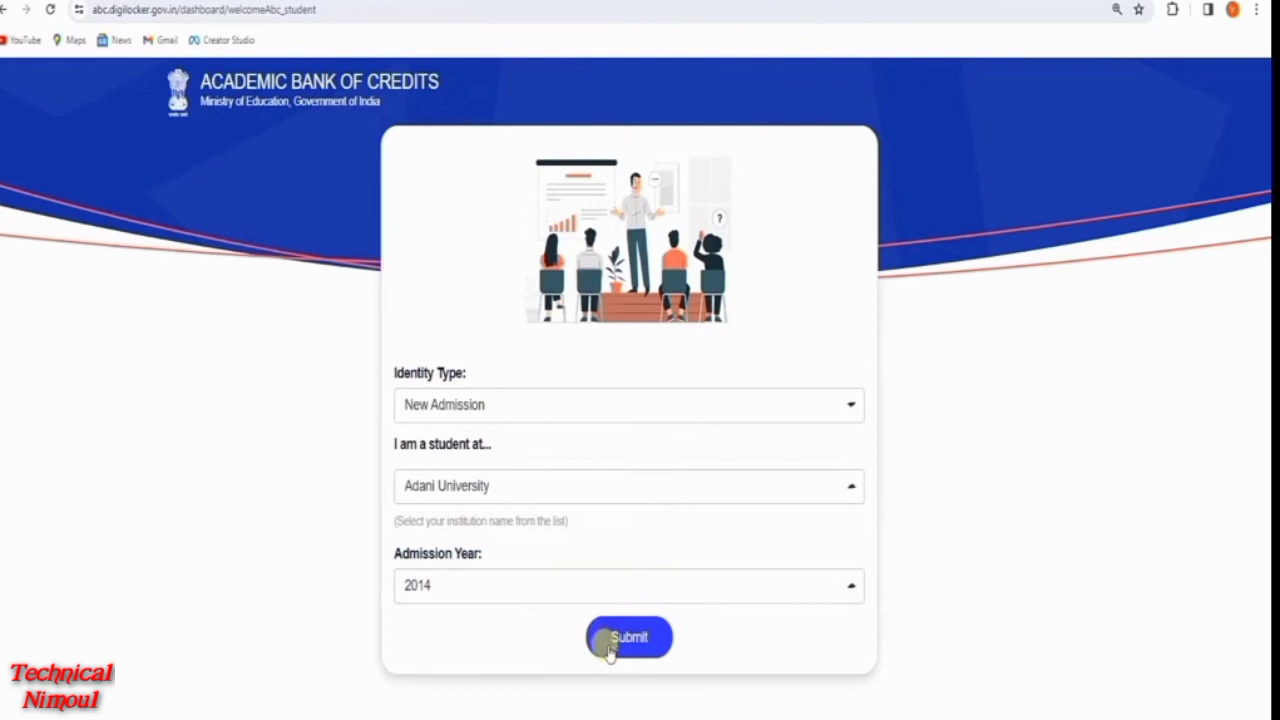 abc.digilocker.gov.in/dashboard/welcomeAbc_student
YouTube Maps News Gmail Creator Studio
ACADEMIC BANK OF CREDITS
Ministry of Education, Government of India
?
Identity Type:
New Admission
I am a student at...
Adani University
(Select your institution name from the list)
Admission Year:
2014
Submit
Technical
Nimoul